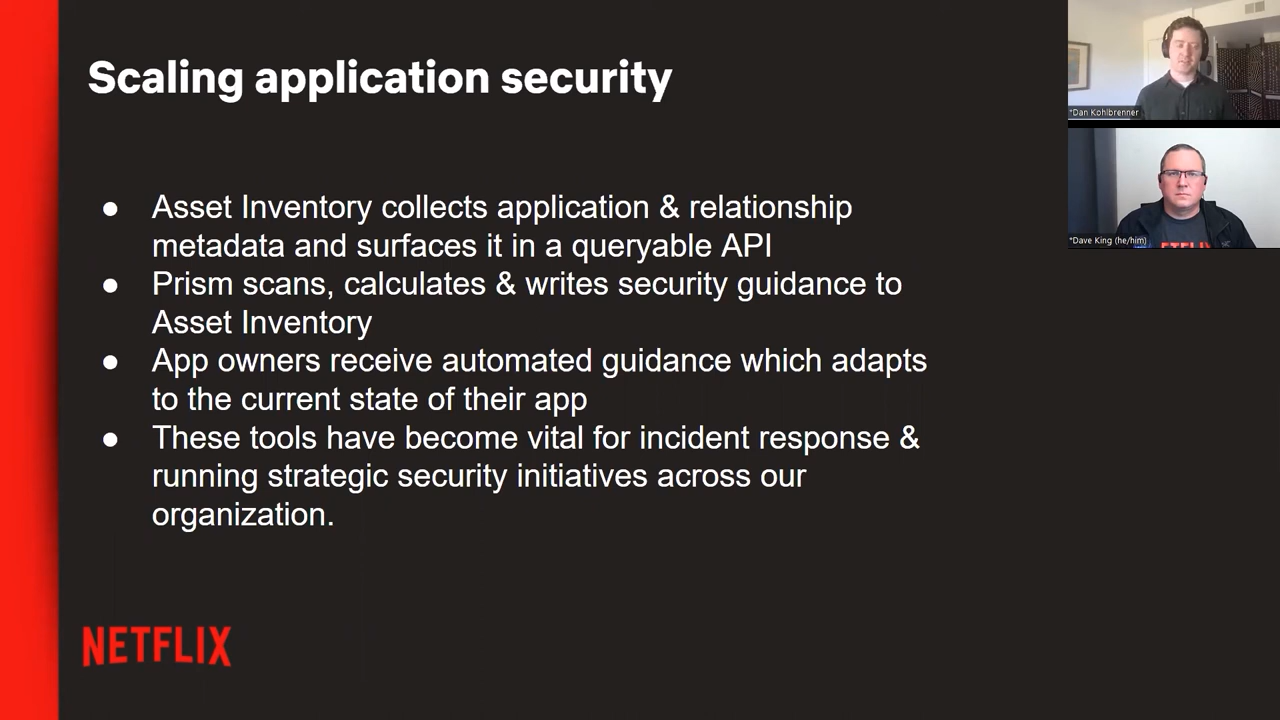 Scaling application security
● Asset Inventory collects application & relationship
metadata and surfaces it in a queryable API
● Prism scans, calculates & writes security guidance to
Asset Inventory
● App owners receive automated guidance which adapts
to the current state of their app
● These tools have become vital for incident response &
running strategic security initiatives across our
organization.
NETFLIX
*Dan Kohlbrenner
*Dave King (he/him)
NETFLIX